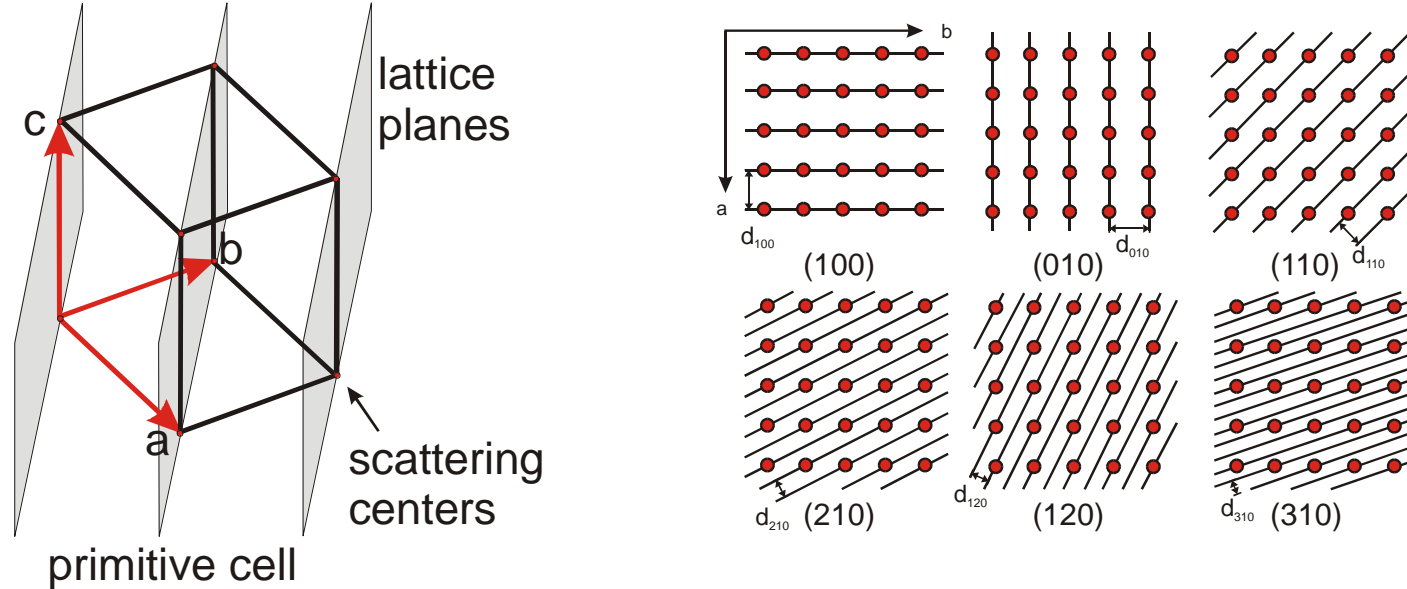 lattice
planes
c
b
a
scattering
centers
primitive cell
b
a
d100
d010
d110
(100)
(010)
(110)
d210
d120
d310
(210)
(120)
(310)